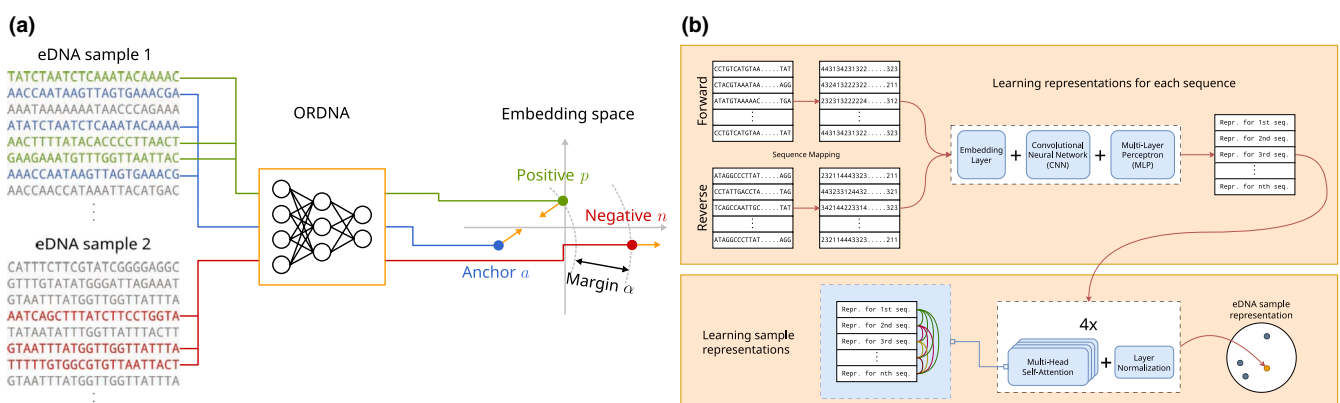 (a)
eDNA sample 1
TATCTAATCTCAAATACAAAAC
AACCAATAAGTTAGTGAAACGA
AAATAAAAAAATAACCCAGAAA
ATATCTAATCTCAAATACAAAA
AACTTTTATACACCCCTTAACT
GAAGAAATGTTTGGTTAATTAC
AAACCAATAAGTTAGTGAAACG
AACCAACCATAAATTACATGAC
⋮
eDNA sample 2
CATTTCTTCGTATCGGGGAGGC
GTTTGTATATGGGATTAGAAAT
GTAATTTATGGTTGGTTATTTA
AATCAGCTTTATCTTCCTGGTA
TATAATATTTGGTTATTTACTT
GTAATTTATGGTTGGTTATTTA
TTTTTGTGGCGTGTTAATTACT
GTAATTTATGGTTGGTTATTTA
⋮
ORDNA
Embedding space
Positive p
Negative n
Anchor a
Margin α
(b)
Forward
CCTGTCATGTAA.....TAT
CTACGTAAATAA.....AGG
ATATGTAAAAAC.....TGA
⋮
CCTGTCATGTAA.....TAT
443134231322.....323
432413222322.....211
232313222224.....312
⋮
443134231322.....323
Sequence Mapping
Reverse
ATAGGCCCTTAT.....AGG
CCTATTGACCTA.....TAG
TCAGCCAATTGC.....TAT
⋮
ATAGGCCCTTAT.....AGG
232114443323.....211
443233124432.....321
342144223314.....323
⋮
232114443323.....211
Learning representations for each sequence
Embedding
Layer
+
Convolutional
Neural Network
(CNN)
+
Multi-Layer
Perceptron
(MLP)
Repr. for 1st seq.
Repr. for 2nd seq.
Repr. for 3rd seq.
⋮
Repr. for nth seq.
Learning sample
representations
Repr. for 1st seq.
Repr. for 2nd seq.
Repr. for 3rd seq.
⋮
Repr. for nth seq.
4x
Multi-Head
Self-Attention
+
Layer
Normalization
eDNA sample
representation